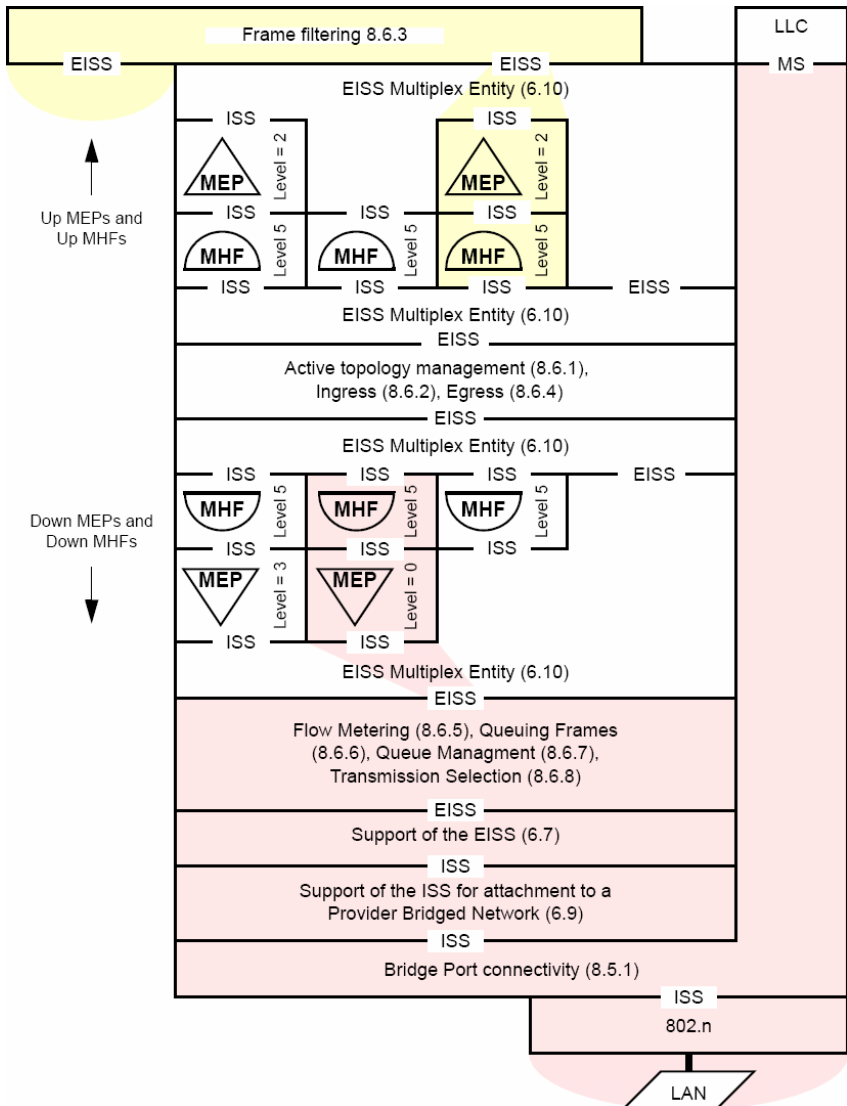 Frame filtering 8.6.3
LLC
EISS
EISS
MS
EISS Multiplex Entity (6.10)
ISS
ISS
MEP
Level = 2
MEP
Level = 2
Up MEPs and
Up MHFs
ISS
ISS
ISS
MHF
Level 5
MHF
Level 5
MHF
Level 5
ISS
ISS
ISS
EISS
EISS Multiplex Entity (6.10)
EISS
Active topology management (8.6.1),
Ingress (8.6.2), Egress (8.6.4)
EISS
EISS Multiplex Entity (6.10)
ISS
ISS
ISS
EISS
MHF
Level 5
MHF
Level 5
MHF
Level 5
Down MEPs and
Down MHFs
ISS
ISS
ISS
MEP
Level = 3
MEP
Level = 0
ISS
ISS
EISS Multiplex Entity (6.10)
EISS
Flow Metering (8.6.5), Queuing Frames
(8.6.6), Queue Managment (8.6.7),
Transmission Selection (8.6.8)
EISS
Support of the EISS (6.7)
ISS
Support of the ISS for attachment to a
Provider Bridged Network (6.9)
ISS
Bridge Port connectivity (8.5.1)
ISS
802.n
LAN